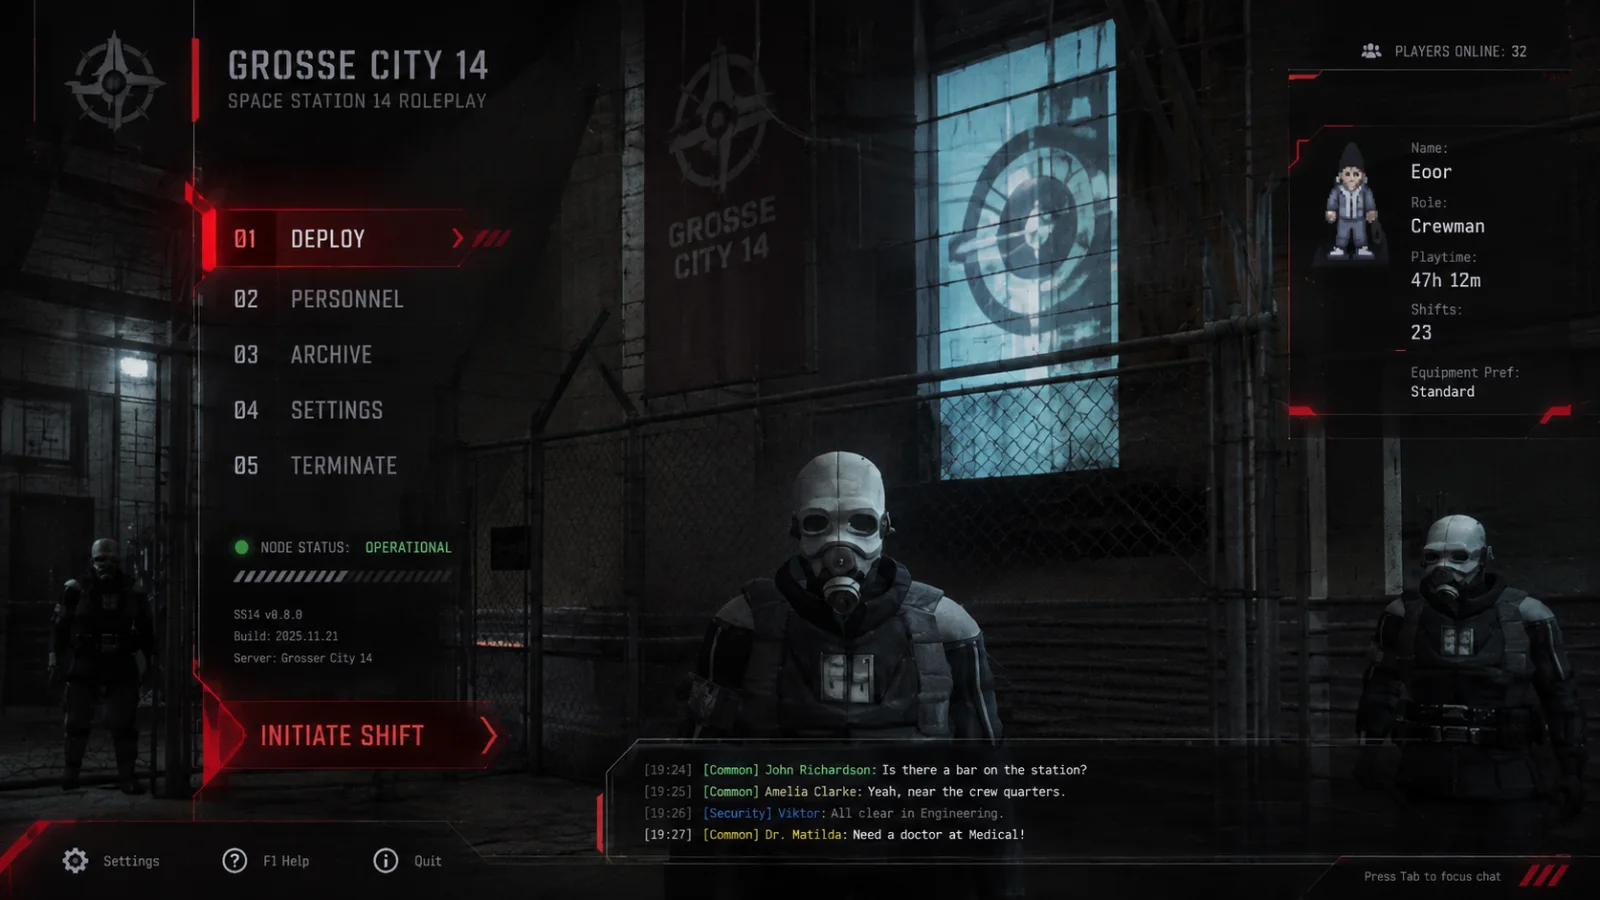 GROSSE CITY 14
SPACE STATION 14 ROLEPLAY
PLAYERS ONLINE: 32
GROSSE
CITY 14
Name:
Eoor
Role:
Crewman
Playtime:
47h 12m
Shifts:
23
Equipment Pref:
Standard
01 DEPLOY
02 PERSONNEL
03 ARCHIVE
04 SETTINGS
05 TERMINATE
NODE STATUS: OPERATIONAL
SS14 v0.8.0
Build: 2025.11.21
Server: Grosser City 14
INITIATE SHIFT
[19:24] [Common] John Richardson: Is there a bar on the station?
[19:25] [Common] Amelia Clarke: Yeah, near the crew quarters.
[19:26] [Security] Viktor: All clear in Engineering.
[19:27] [Common] Dr. Matilda: Need a doctor at Medical!
Settings
F1 Help
Quit
Press Tab to focus chat